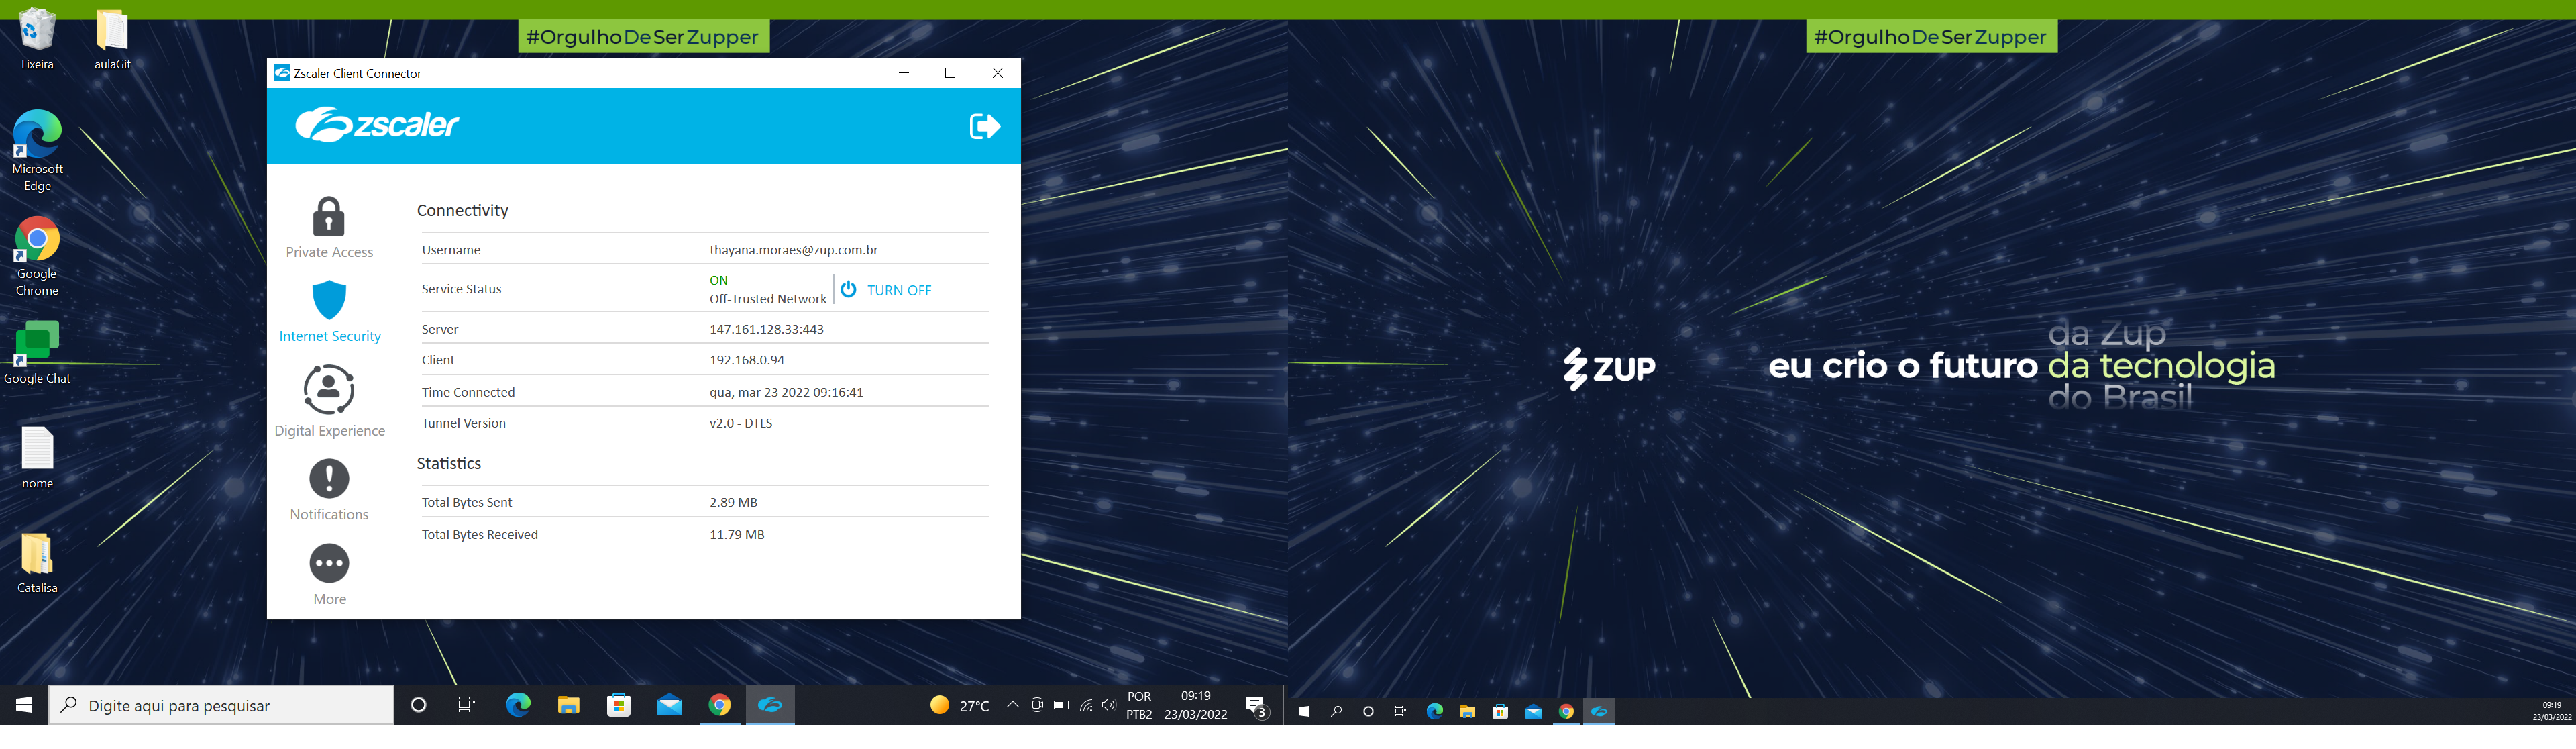 #OrgulhoDeSerZupper
#OrgulhoDeSerZupper
Lixeira
aulaGit
Microsoft
Edge
Google
Chrome
Google Chat
nome
Catalisa
Zscaler Client Connector
zscaler
Private Access
Internet Security
Digital Experience
Notifications
More
Connectivity
Username thayana.moraes@zup.com.br
Service Status ON
Off-Trusted Network TURN OFF
Server 147.161.128.33:443
Client 192.168.0.94
Time Connected qua, mar 23 2022 09:16:41
Tunnel Version v2.0 - DTLS
Statistics
Total Bytes Sent 2.89 MB
Total Bytes Received 11.79 MB
ZUP
da Zup
eu crio o futuro da tecnologia
do Brasil
Digite aqui para pesquisar
27°C
POR
PTB2
09:19
23/03/2022
3
09:19
23/03/2022